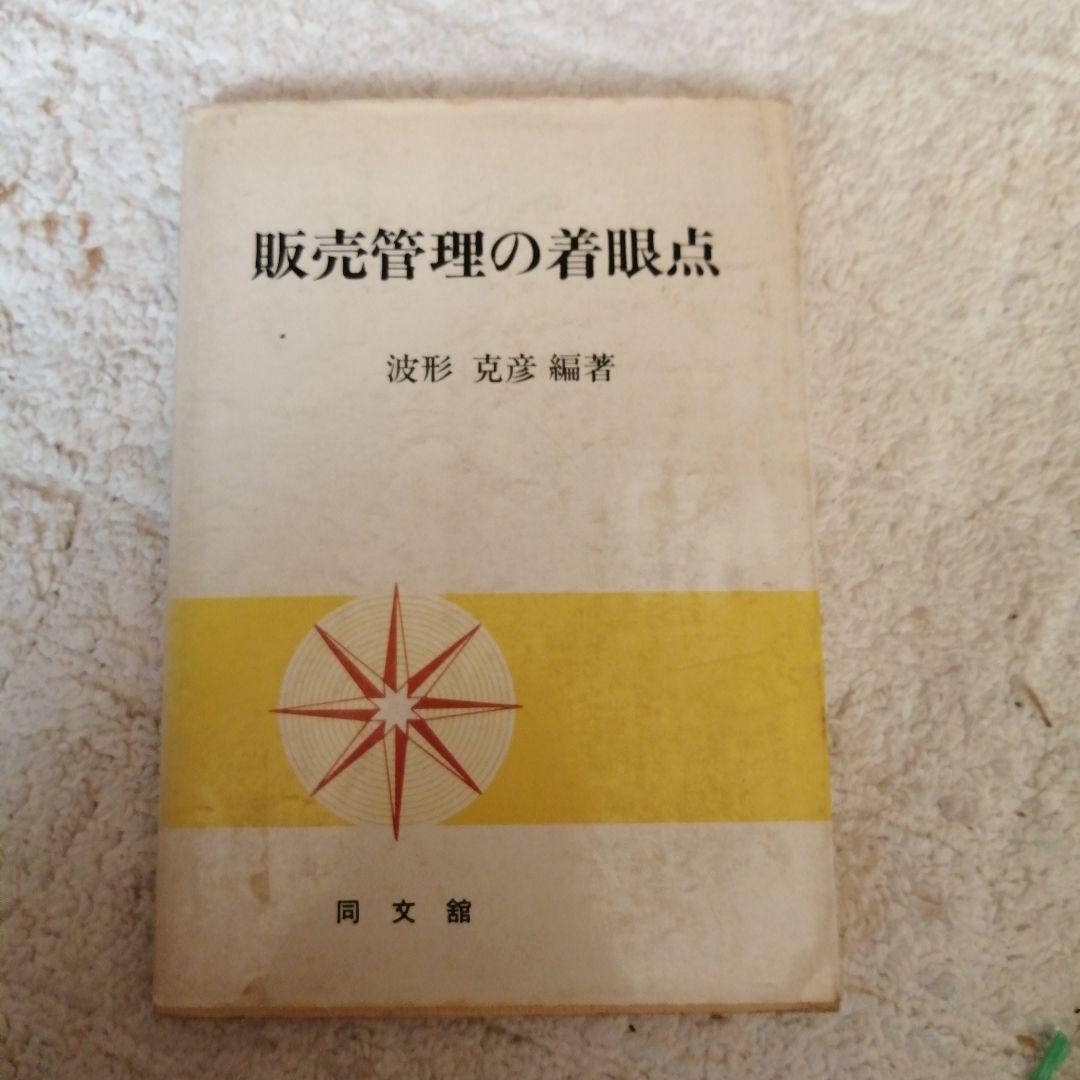 販売管理の着眼点
波形 克彦 編著
同文舘